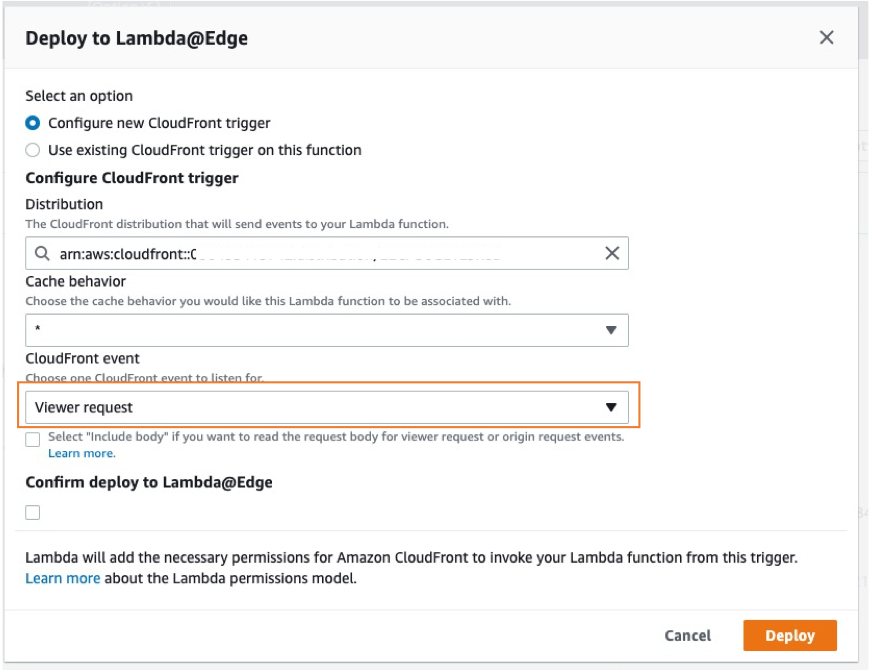 Deploy to Lambda@Edge
Select an option
Configure new CloudFront trigger
Use existing CloudFront trigger on this function
Configure CloudFront trigger
Distribution
The CloudFront distribution that will send events to your Lambda function.
arn:aws:cloudfront::
Cache behavior
Choose the cache behavior you would like this Lambda function to be associated with.
*
CloudFront event
Choose one CloudFront event to listen for.
Viewer request
Select "Include body" if you want to read the request body for viewer request or origin request events.
Learn more.
Confirm deploy to Lambda@Edge
Lambda will add the necessary permissions for Amazon CloudFront to invoke your Lambda function from this trigger.
Learn more about the Lambda permissions model.
Cancel
Deploy